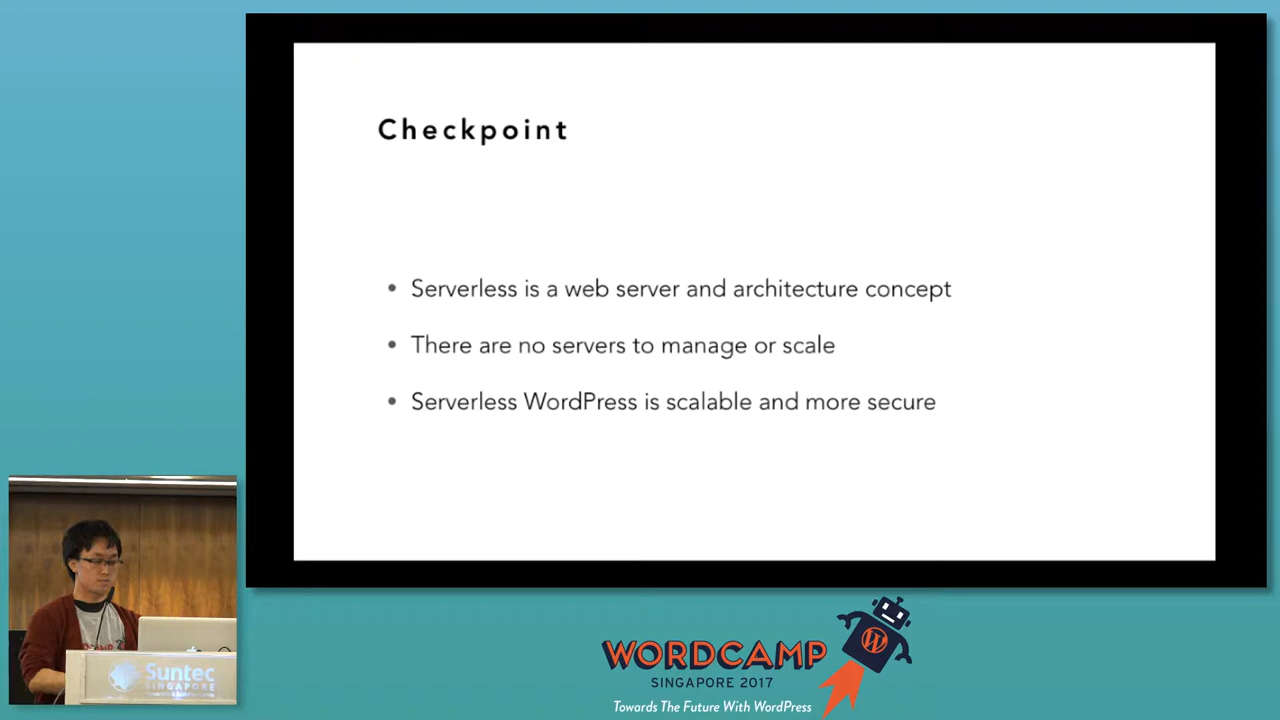 Checkpoint
• Serverless is a web server and architecture concept
• There are no servers to manage or scale
• Serverless WordPress is scalable and more secure
Suntec
SINGAPORE
WORDCAMP
SINGAPORE 2017
Towards The Future With WordPress